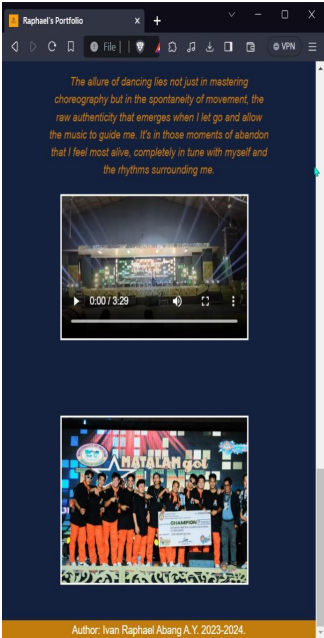 Raphael's Portfolio
File
VPN
The allure of dancing lies not just in mastering
choreography but in the spontaneity of movement, the
raw authenticity that emerges when I let go and allow
the music to guide me. It's in those moments of abandon
that I feel most alive, completely in tune with myself and
the rhythms surrounding me.
0:00 / 3:29
MATALAM got
CHAMPION
Author: Ivan Raphael Abang A.Y. 2023-2024.